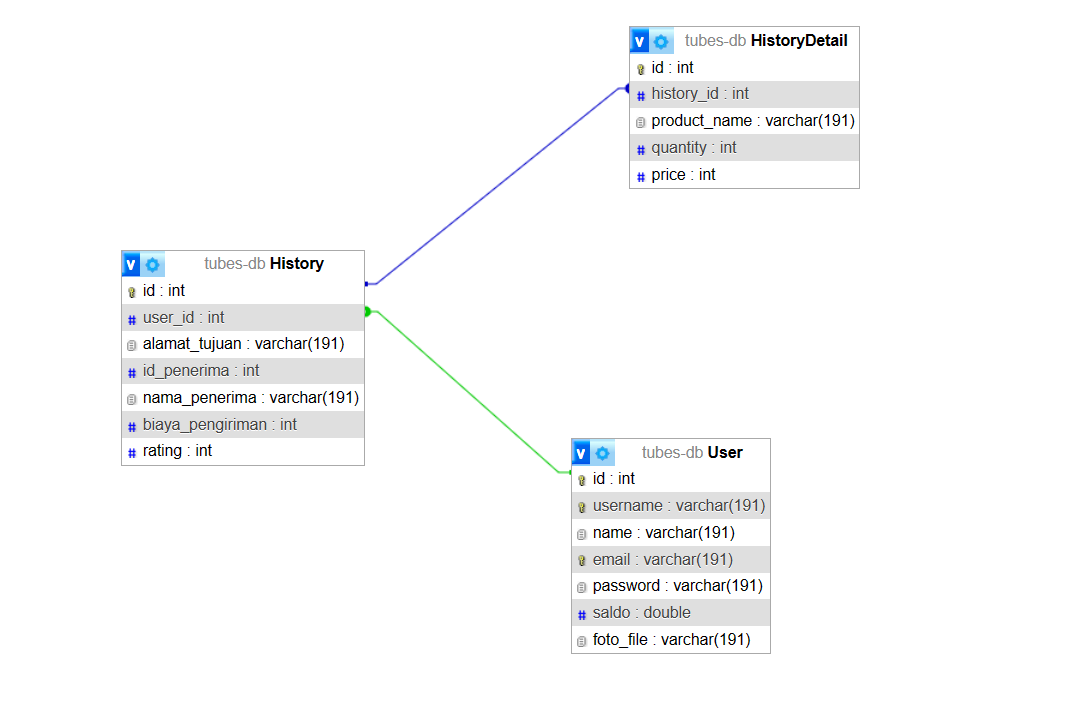 v tubes-db HistoryDetail
id : int
# history_id : int
product_name : varchar(191)
# quantity : int
# price : int
v tubes-db History
id : int
# user_id : int
alamat_tujuan : varchar(191)
# id_penerima : int
nama_penerima : varchar(191)
# biaya_pengiriman : int
# rating : int
v tubes-db User
id : int
username : varchar(191)
name : varchar(191)
email : varchar(191)
password : varchar(191)
# saldo : double
foto_file : varchar(191)